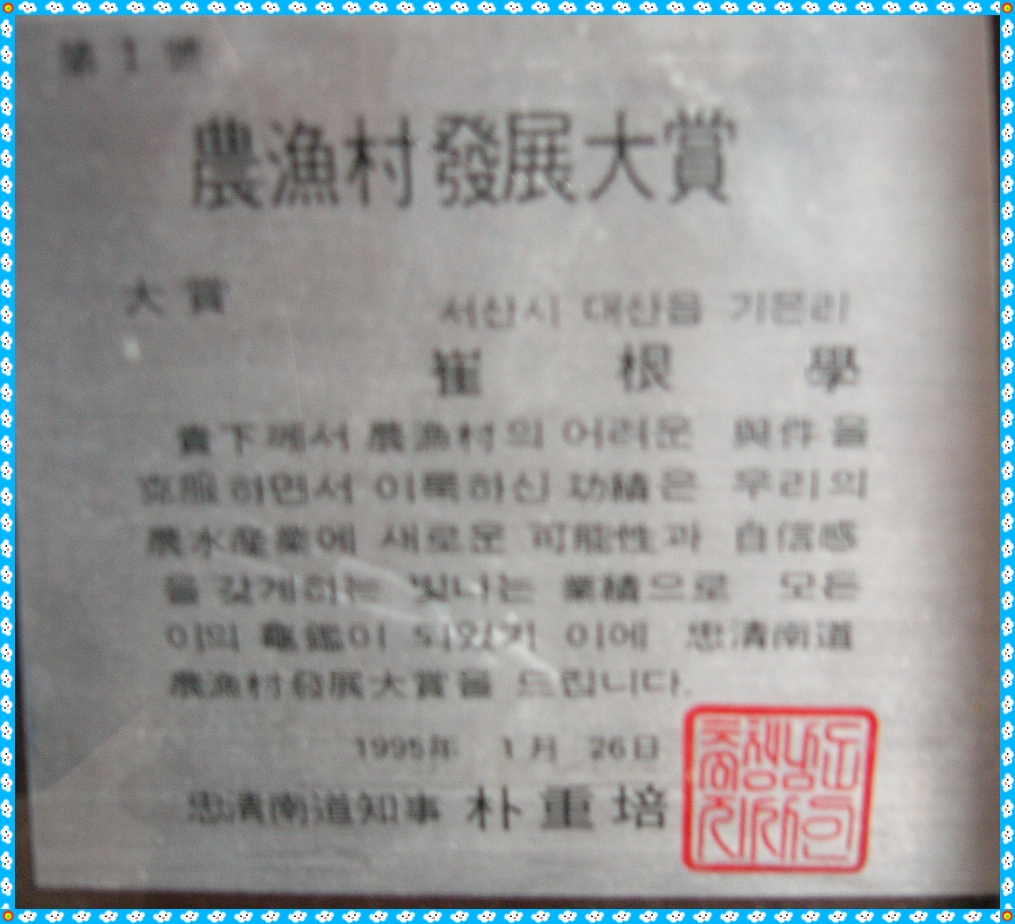 第 1 號
農漁村發展大賞
大賞 서산시 대산읍 기은리
崔 根 學
貴下께서 農漁村의 어려운 與件을
克服하면서 이룩하신 功績은 우리의
農水産業에 새로운 可能性과 自信感
을 갖게하는 빛나는 業績으로 모든
이의 龜鑑이 되었기 이에 忠淸南道
農漁村發展大賞을 드립니다.
1995年 1月 26日
忠淸南道知事 朴重培